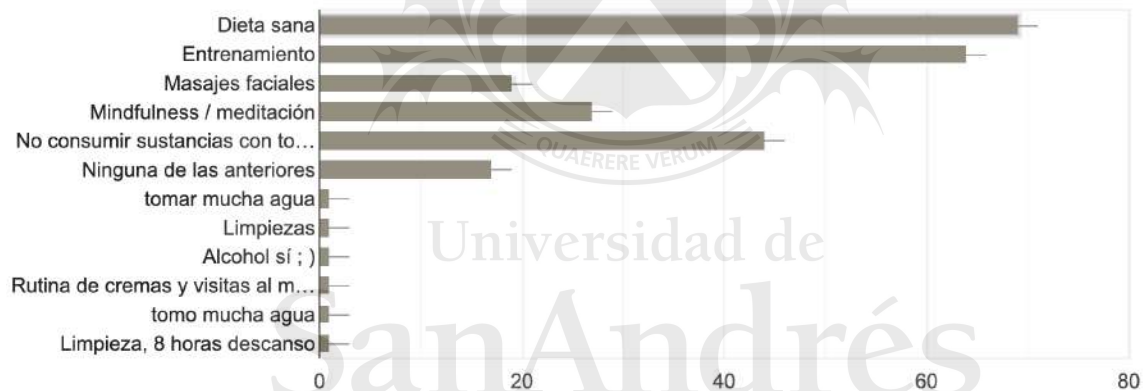 Dieta sana
Entrenamiento
Masajes faciales
Mindfulness / meditación
No consumir sustancias con to…
Ninguna de las anteriores
tomar mucha agua
Limpiezas
Alcohol sí ; )
Rutina de cremas y visitas al m…
tomo mucha agua
Limpieza, 8 horas descanso
0 20 40 60 80
QUAERERE VERUM
Universidad de
SanAndrés